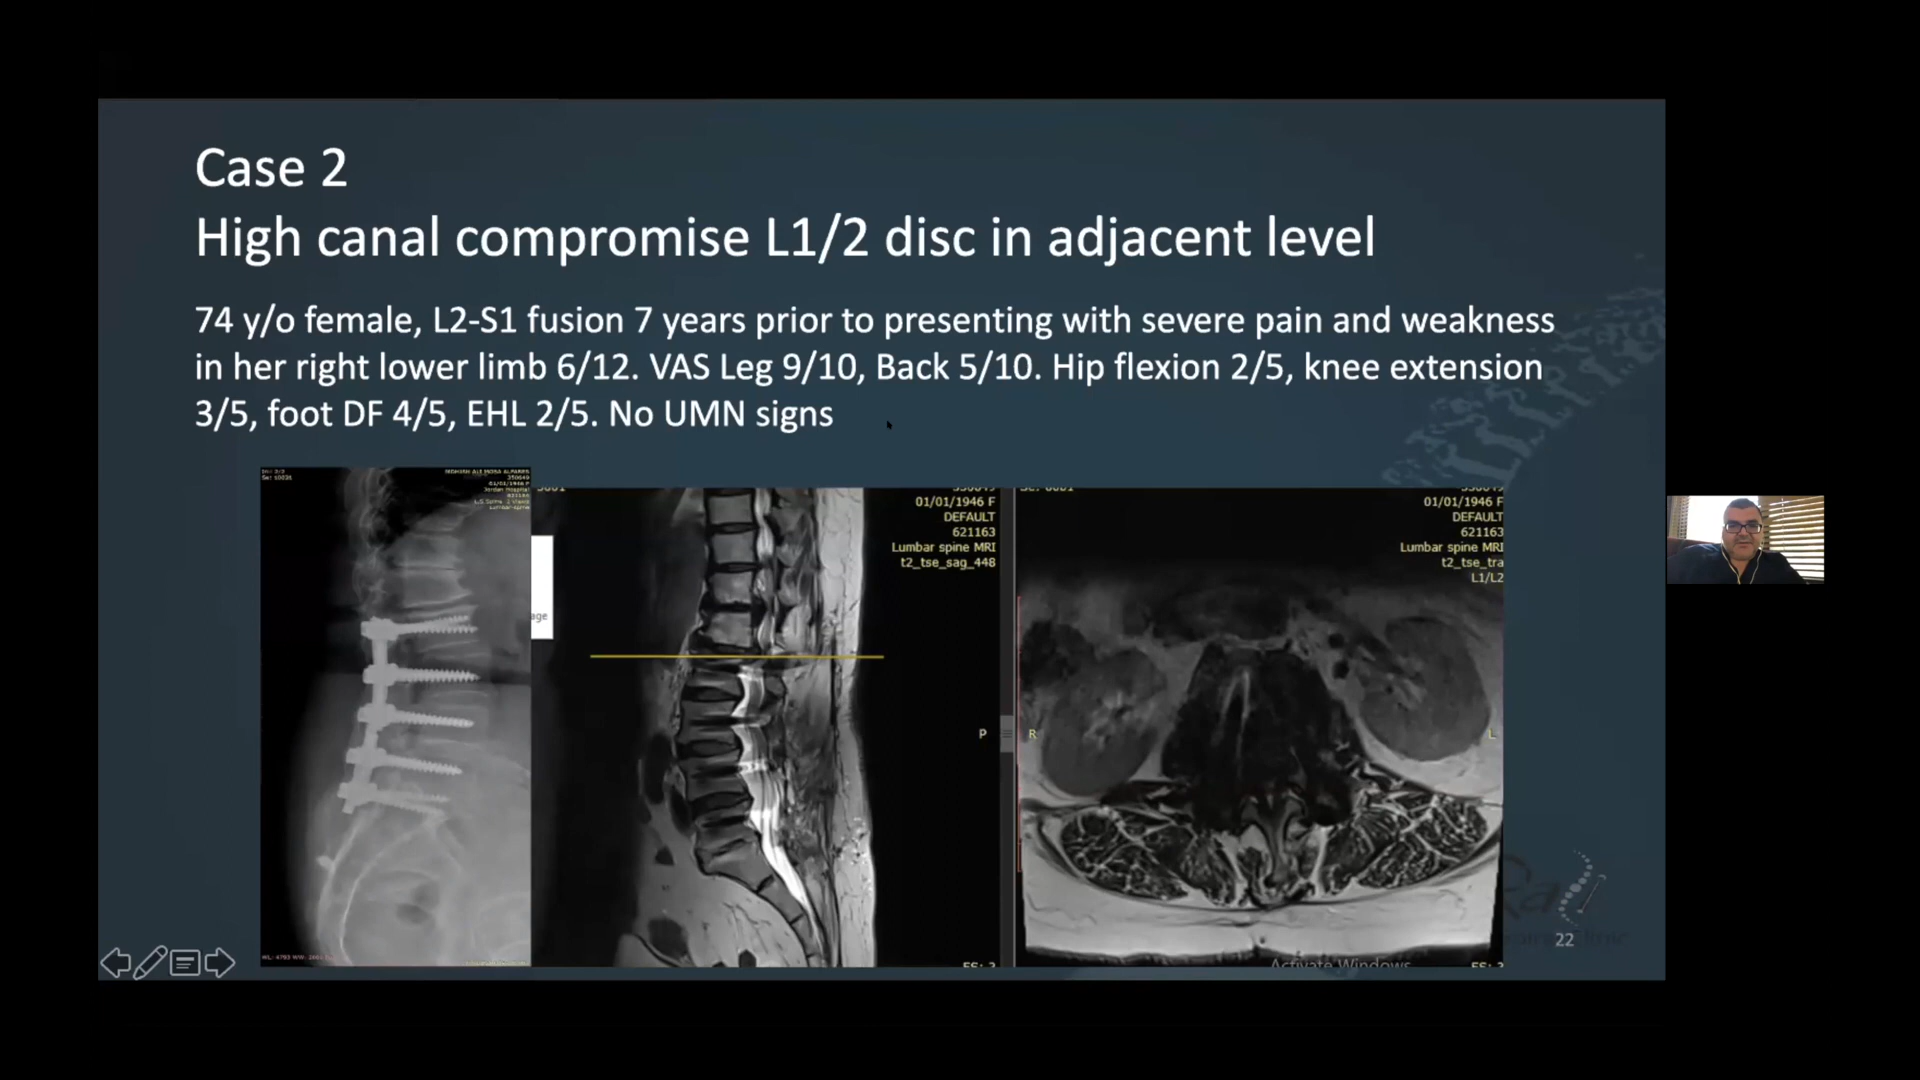 Case 2
High canal compromise L1/2 disc in adjacent level
74 y/o female, L2-S1 fusion 7 years prior to presenting with severe pain and weakness
in her right lower limb 6/12. VAS Leg 9/10, Back 5/10. Hip flexion 2/5, knee extension
3/5, foot DF 4/5, EHL 2/5. No UMN signs
01/01/1946 F
DEFAULT
621163
Lumbar spine MRI
t2_tse_sag_448
P
age
01/01/1946 F
DEFAULT
621163
Lumbar spine MRI
t2_tse_tra
L1/L2
R
L
22
Activate Windows